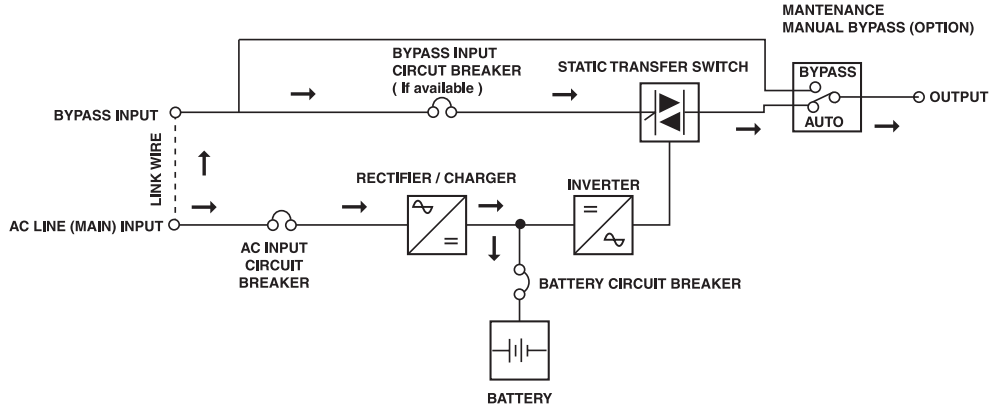 MANTENANCE
MANUAL BYPASS (OPTION)
BYPASS INPUT
CIRCUT BREAKER
( If available )
STATIC TRANSFER SWITCH
BYPASS
BYPASS INPUT
OUTPUT
AUTO
LINK WIRE
RECTIFIER / CHARGER
INVERTER
AC LINE (MAIN) INPUT
AC INPUT
CIRCUIT
BREAKER
BATTERY CIRCUIT BREAKER
BATTERY